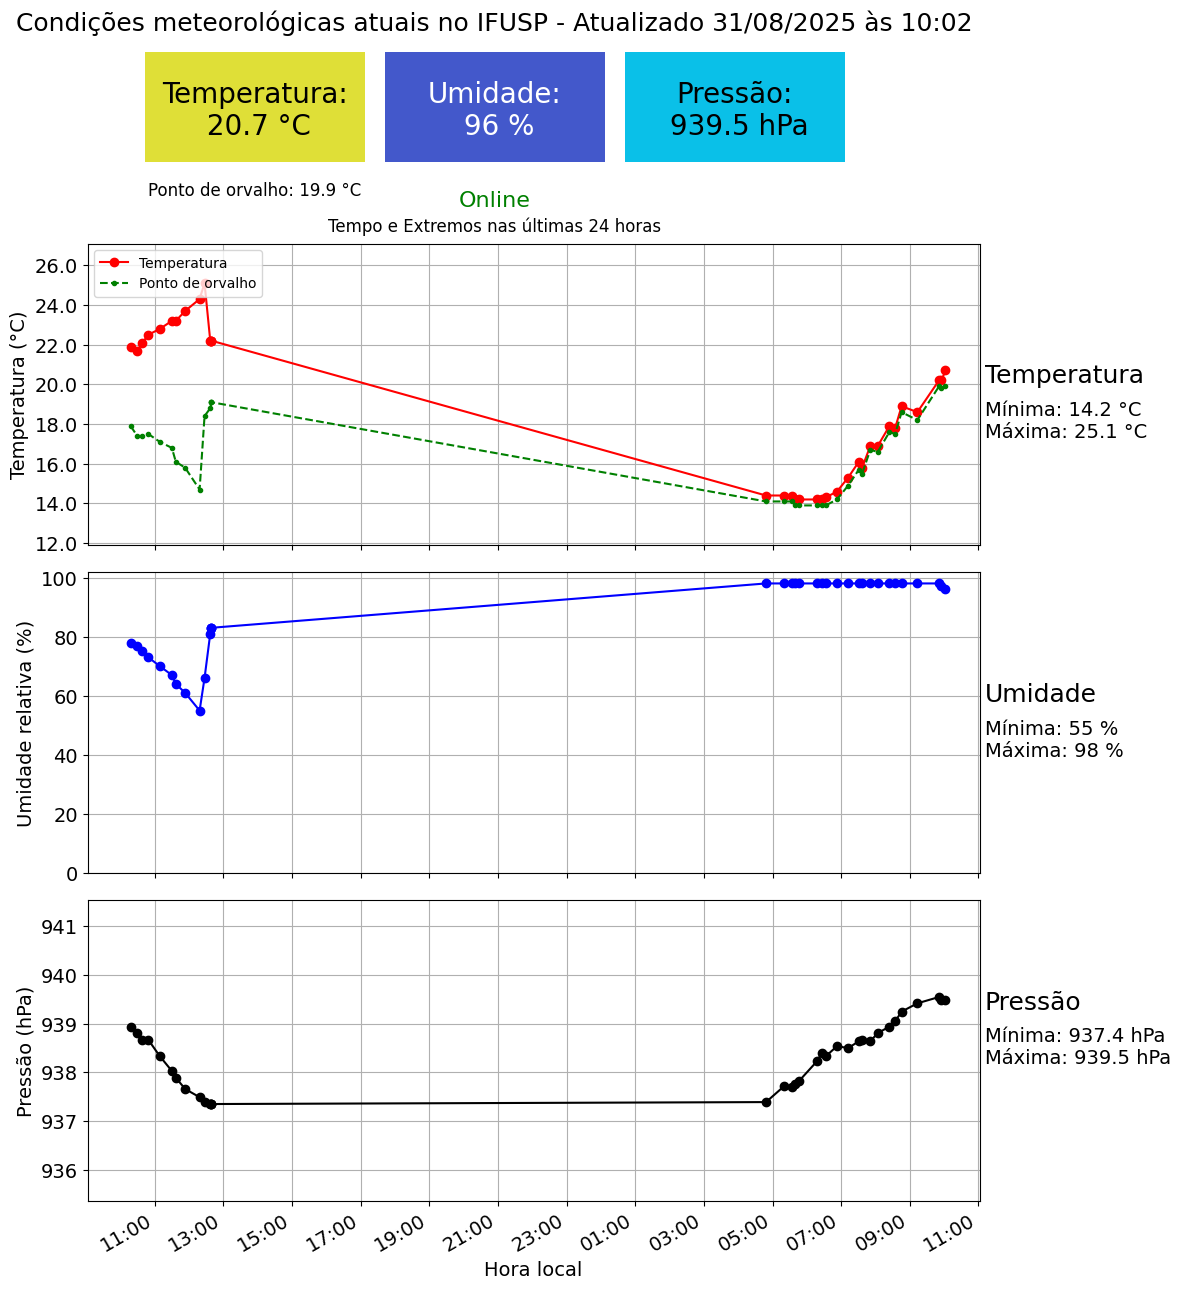 Condições meteorológicas atuais no IFUSP - Atualizado 31/08/2025 às 10:02
Temperatura:
20.7 °C
Umidade:
96 %
Pressão:
939.5 hPa
Ponto de orvalho: 19.9 °C
Online
Tempo e Extremos nas últimas 24 horas
Temperatura
Ponto de orvalho
Temperatura (°C)
26.0
24.0
22.0
20.0
18.0
16.0
14.0
12.0
Temperatura
Mínima: 14.2 °C
Máxima: 25.1 °C
Umidade relativa (%)
100
80
60
40
20
0
Umidade
Mínima: 55 %
Máxima: 98 %
Pressão (hPa)
941
940
939
938
937
936
Pressão
Mínima: 937.4 hPa
Máxima: 939.5 hPa
11:00
13:00
15:00
17:00
19:00
21:00
23:00
01:00
03:00
05:00
07:00
09:00
11:00
Hora local